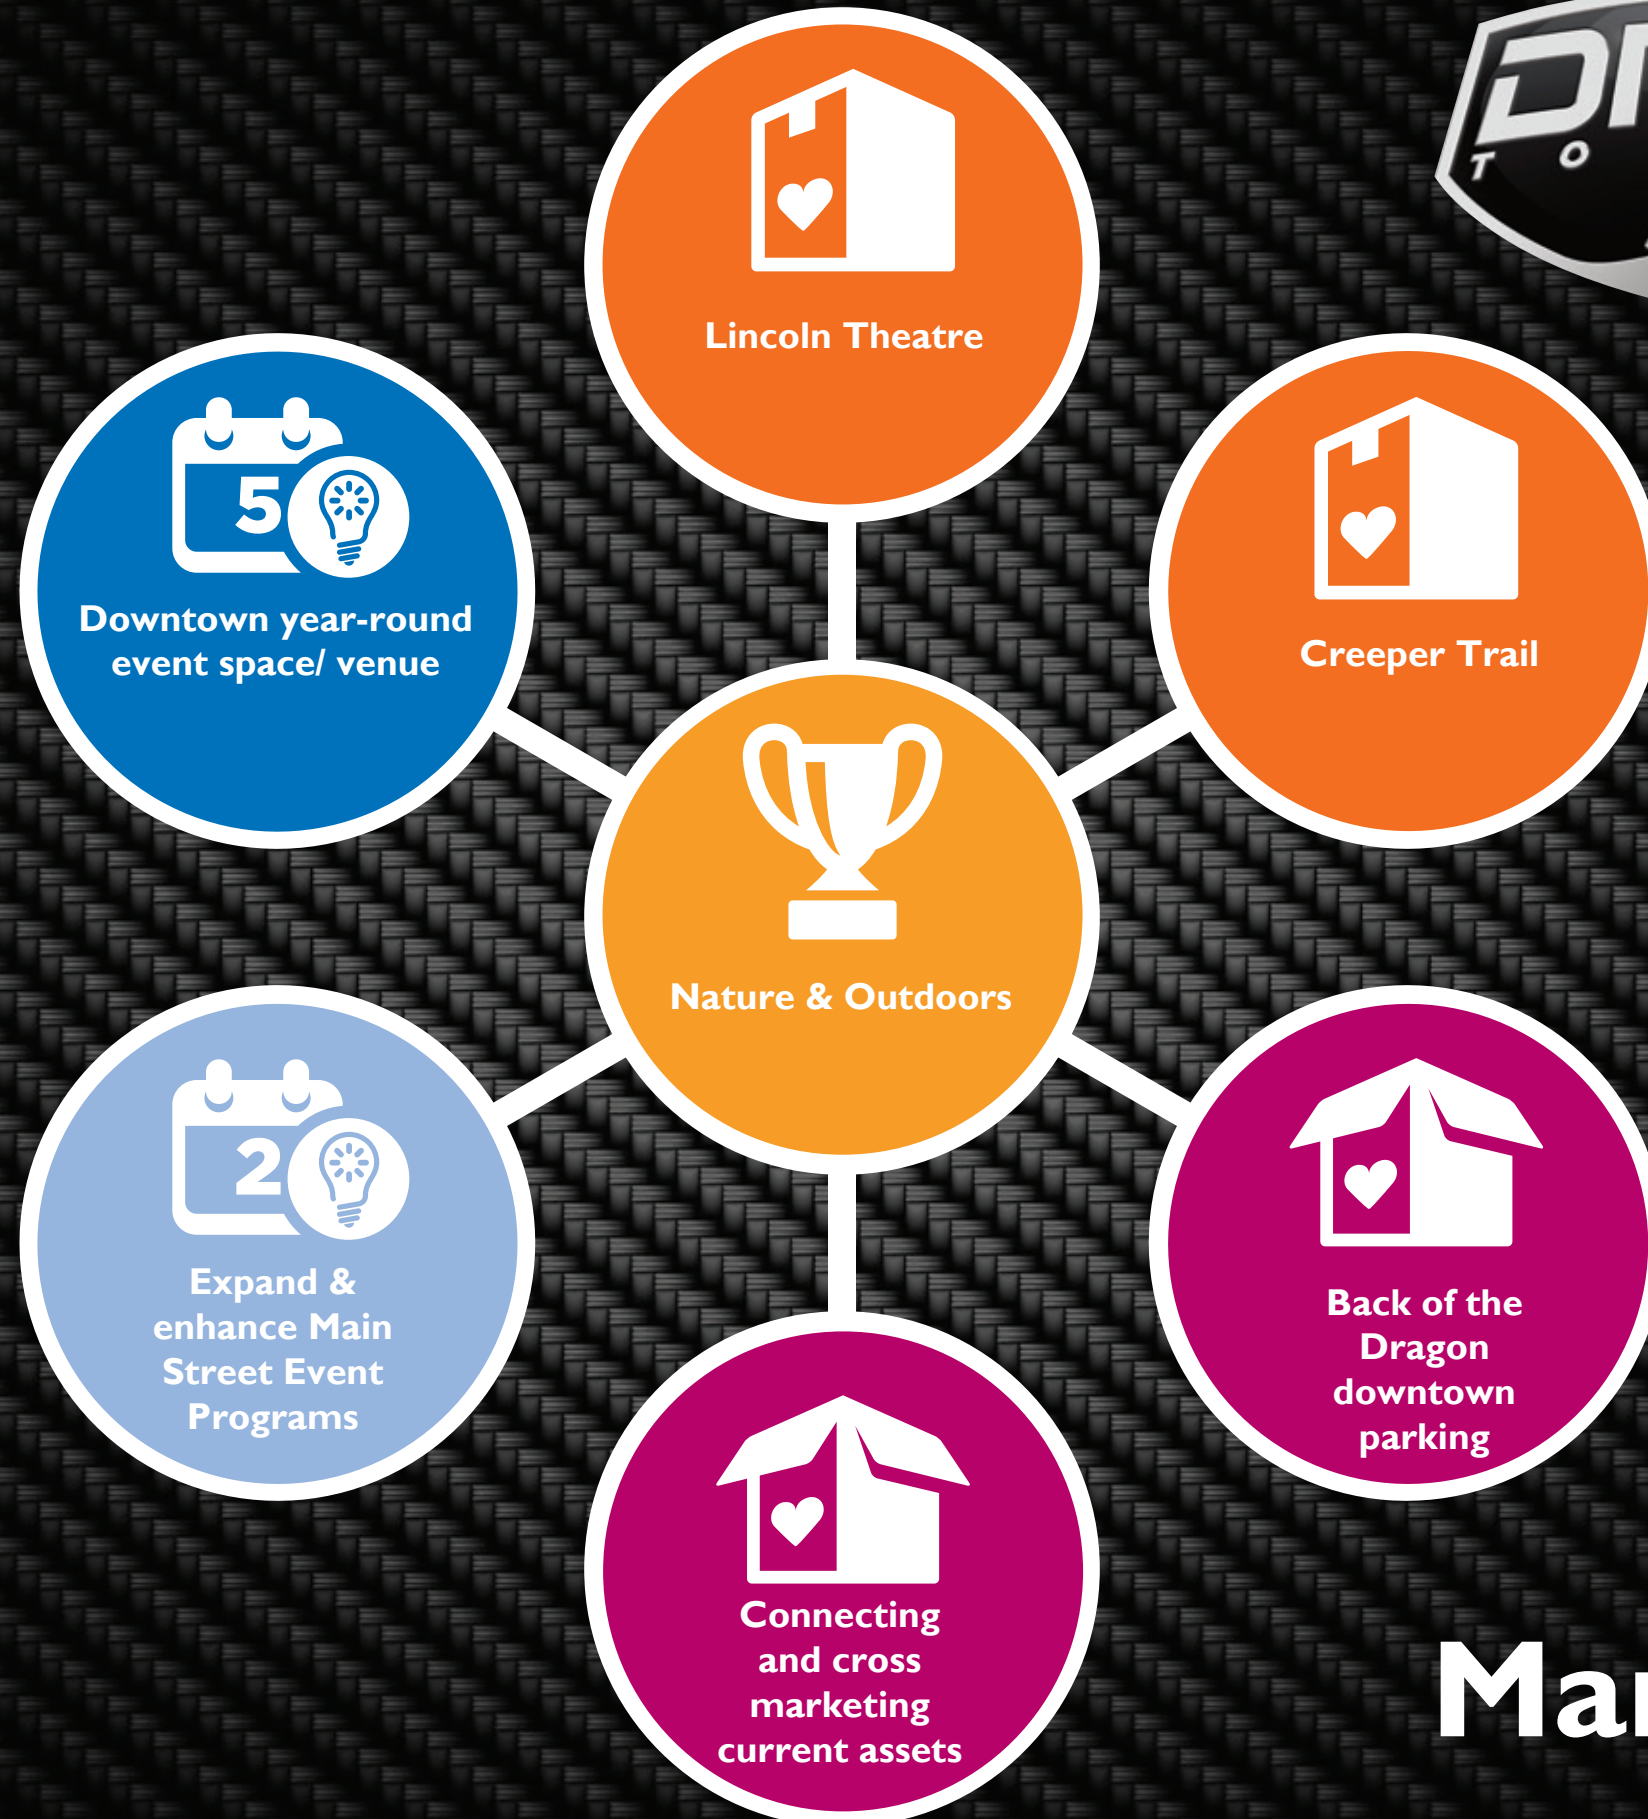 Lincoln Theatre
5
Downtown year-round
event space/ venue
Creeper Trail
Nature & Outdoors
2
Expand &
enhance Main
Street Event
Programs
Back of the
Dragon
downtown
parking
Connecting
and cross
marketing
current assets